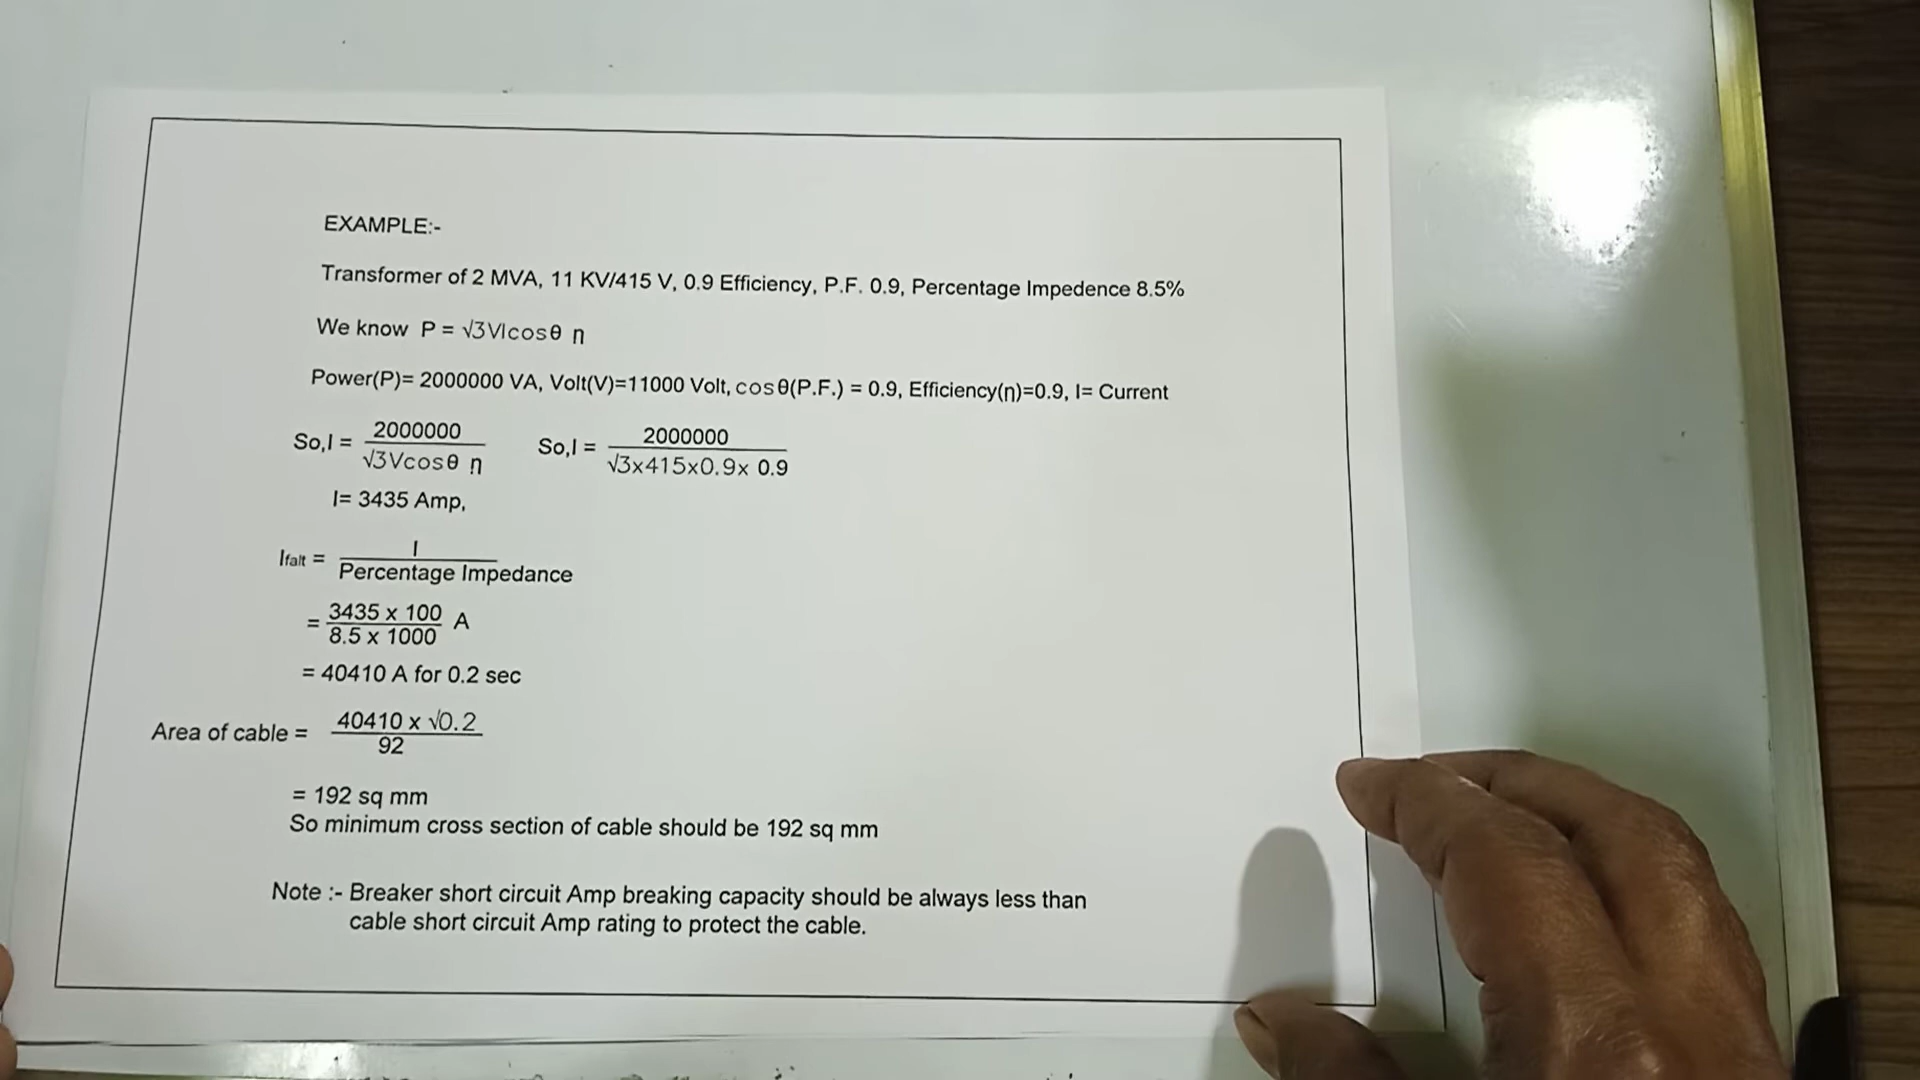 EXAMPLE:-
Transformer of 2 MVA, 11 KV/415 V, 0.9 Efficiency, P.F. 0.9, Percentage Impedence 8.5%
We know P = √3VIcosθ η
Power(P)= 2000000 VA, Volt(V)=11000 Volt, cosθ(P.F.) = 0.9, Efficiency(η)=0.9, I= Current
So,I = 2000000 / √3Vcosθ η So,I = 2000000 / √3x415x0.9x 0.9
I= 3435 Amp,
Ifalt = I / Percentage Impedance
= 3435 x 100 / 8.5 x 1000 A
= 40410 A for 0.2 sec
Area of cable = 40410 x √0.2 / 92
= 192 sq mm
So minimum cross section of cable should be 192 sq mm
Note :- Breaker short circuit Amp breaking capacity should be always less than
cable short circuit Amp rating to protect the cable.